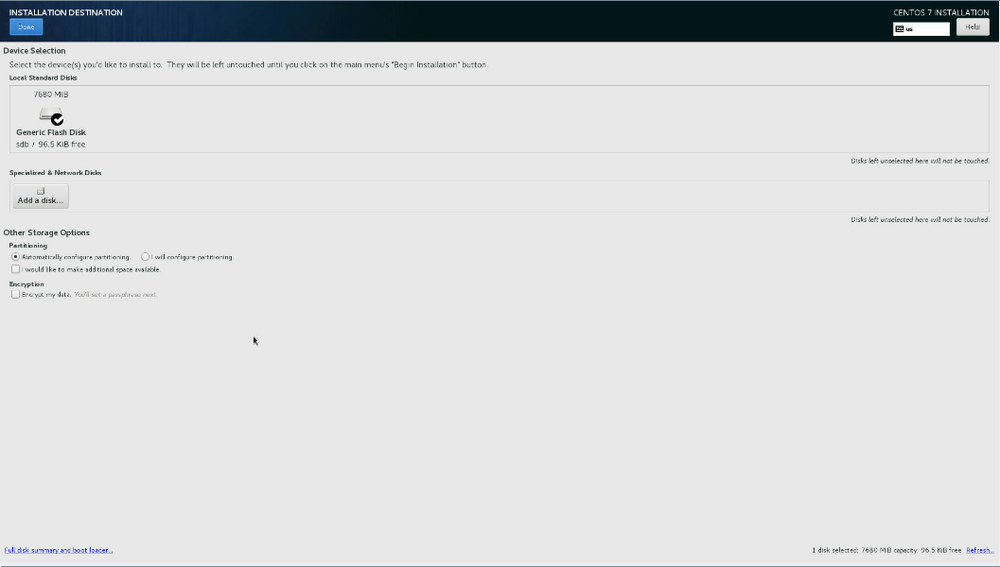 INSTALLATION DESTINATION
CENTOS 7 INSTALLATION
Done
us
Help!
Device Selection
Select the device(s) you'd like to install to. They will be left untouched until you click on the main menu's "Begin Installation" button.
Local Standard Disks
7680 MiB
Generic Flash Disk
sdb / 96.5 KiB free
Disks left unselected here will not be touched.
Specialized & Network Disks
Add a disk...
Disks left unselected here will not be touched.
Other Storage Options
Partitioning
Automatically configure partitioning. I will configure partitioning.
I would like to make additional space available.
Encryption
Encrypt my data. You'll set a passphrase next.
Full disk summary and boot loader...
1 disk selected; 7680 MiB capacity; 96.5 KiB free Refresh...